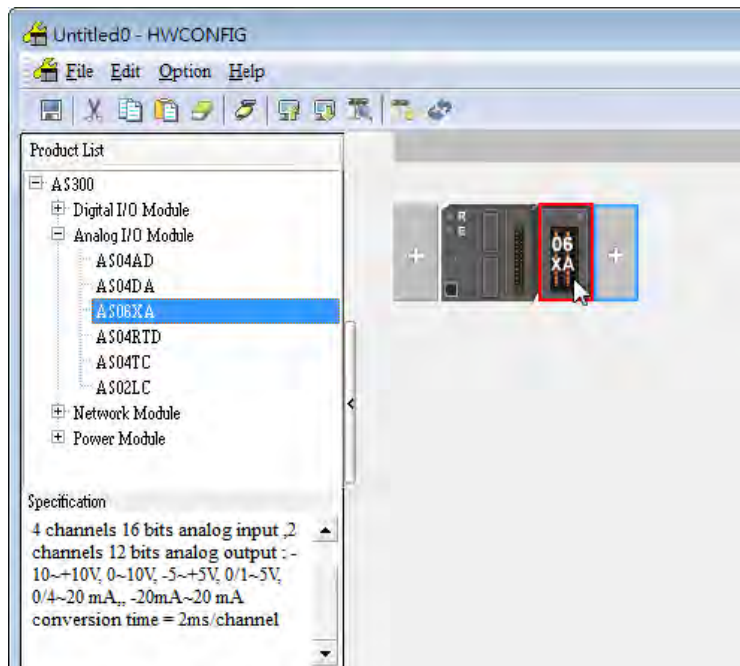 Untitled0 - HWCONFIG
File Edit Option Help
Product List
AS300
Digital I/O Module
Analog I/O Module
AS04AD
AS04DA
AS06XA
AS04RTD
AS04TC
AS02LC
Network Module
Power Module
R
E
06
XA
Specification
4 channels 16 bits analog input ,2
channels 12 bits analog output : -
10~+10V, 0~10V, -5~+5V, 0/1~5V,
0/4~20 mA,, -20mA~20 mA
conversion time = 2ms/channel